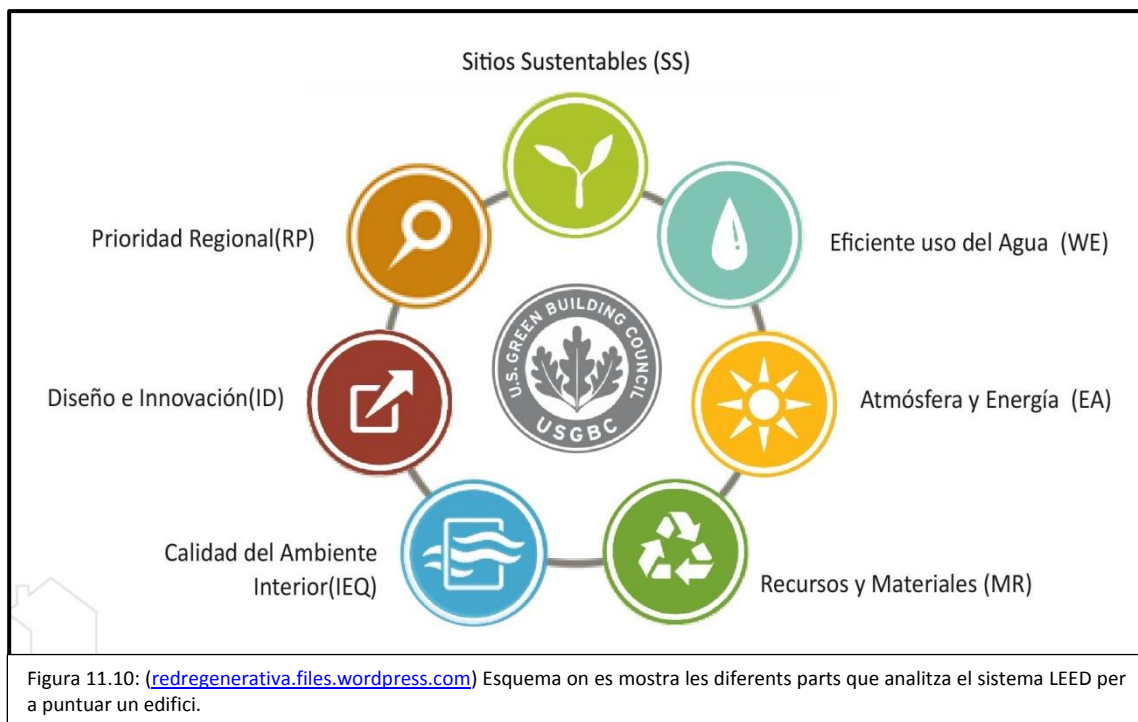 Sitios Sustentables (SS)
Prioridad Regional(RP)
Eficiente uso del Agua (WE)
U.S. GREEN BUILDING COUNCIL
USGBC
Diseño e Innovación(ID)
Atmósfera y Energía (EA)
Calidad del Ambiente
Interior(IEQ)
Recursos y Materiales (MR)
Figura 11.10: (redregenerativa.files.wordpress.com) Esquema on es mostra les diferents parts que analitza el sistema LEED per
a puntuar un edifici.